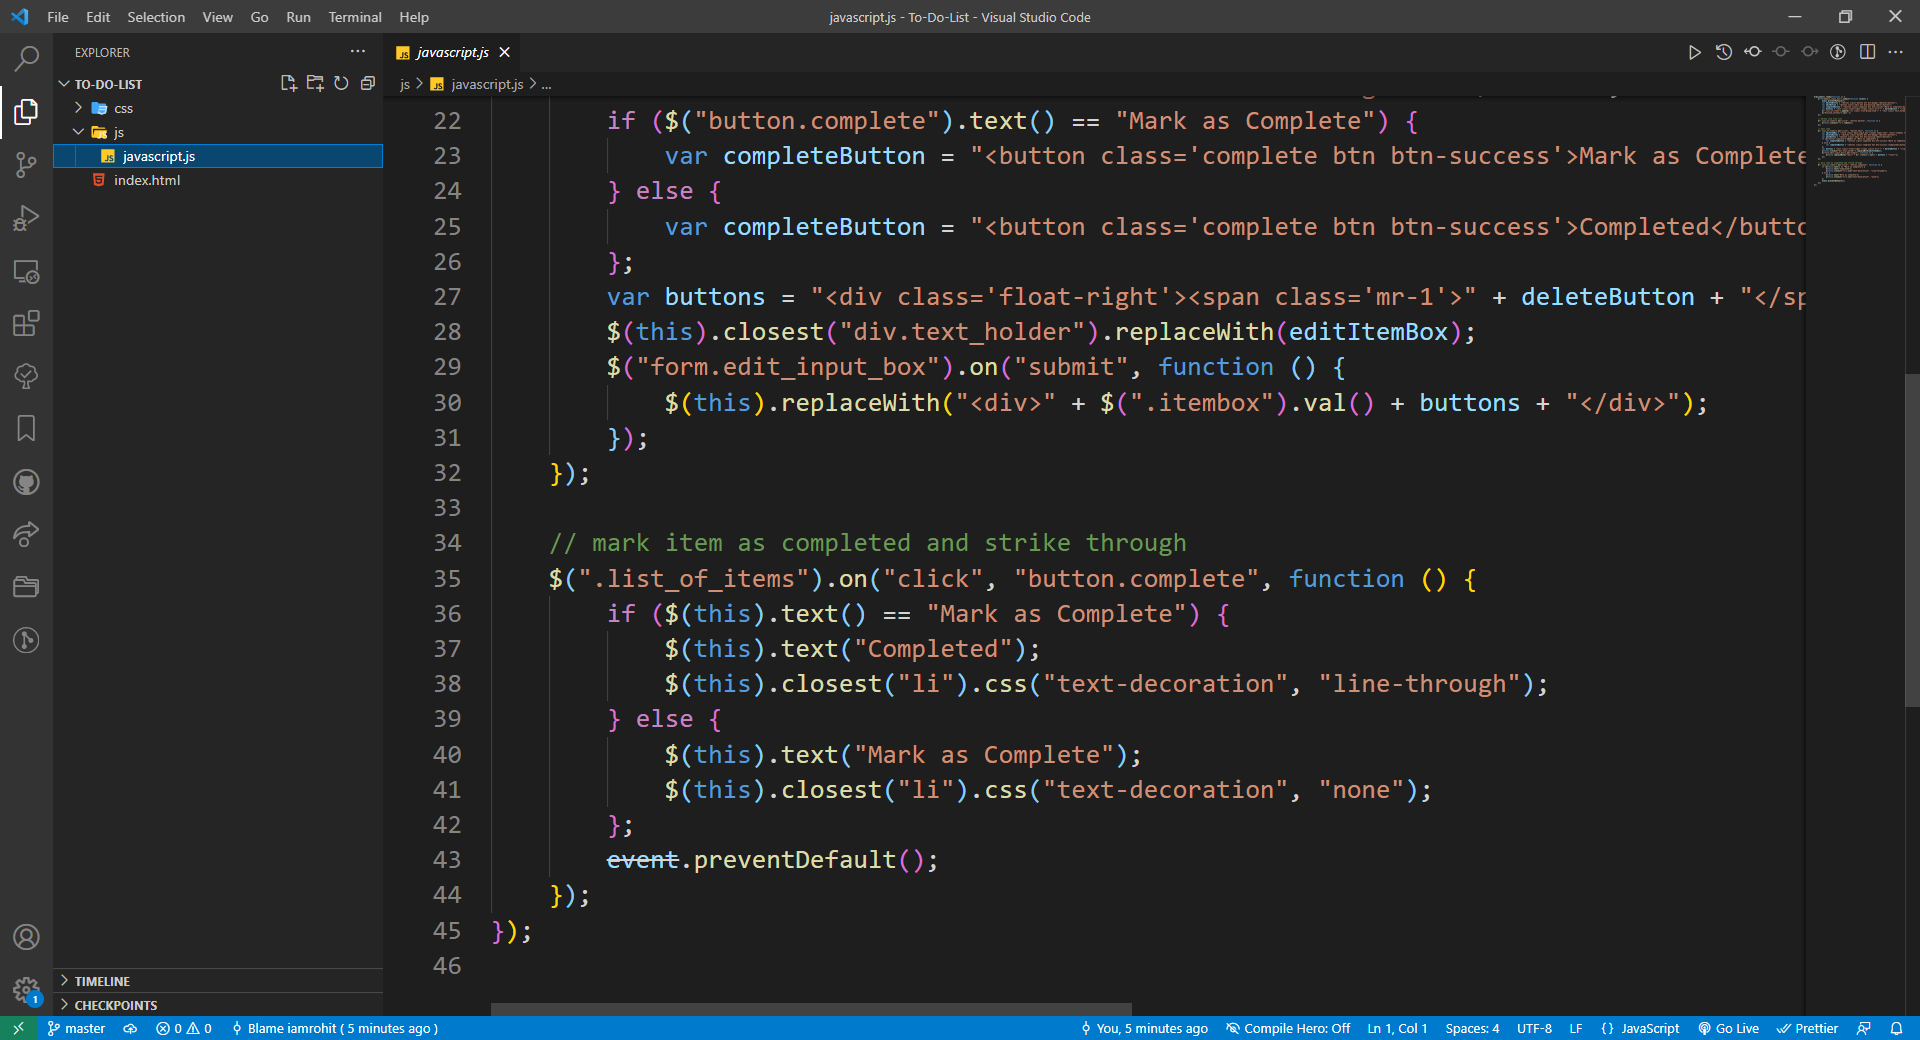 File Edit Selection View Go Run Terminal Help
javascript.js - To-Do-List - Visual Studio Code
EXPLORER
TO-DO-LIST
css
js
javascript.js
index.html
TIMELINE
CHECKPOINTS
javascript.js
js > javascript.js > ...
22 if ($("button.complete").text() == "Mark as Complete") {
23 var completeButton = "<button class='complete btn btn-success'>Mark as Complete
24 } else {
25 var completeButton = "<button class='complete btn btn-success'>Completed</butto
26 };
27 var buttons = "<div class='float-right'><span class='mr-1'>" + deleteButton + "</sp
28 $(this).closest("div.text_holder").replaceWith(editItemBox);
29 $("form.edit_input_box").on("submit", function () {
30 $(this).replaceWith("<div>" + $(".itembox").val() + buttons + "</div>");
31 });
32 });
33
34 // mark item as completed and strike through
35 $(".list_of_items").on("click", "button.complete", function () {
36 if ($(this).text() == "Mark as Complete") {
37 $(this).text("Completed");
38 $(this).closest("li").css("text-decoration", "line-through");
39 } else {
40 $(this).text("Mark as Complete");
41 $(this).closest("li").css("text-decoration", "none");
42 };
43 event.preventDefault();
44 });
45 });
46
1
master 0 0 Blame iamrohit ( 5 minutes ago ) You, 5 minutes ago Compile Hero: Off Ln 1, Col 1 Spaces: 4 UTF-8 LF {} JavaScript Go Live Prettier